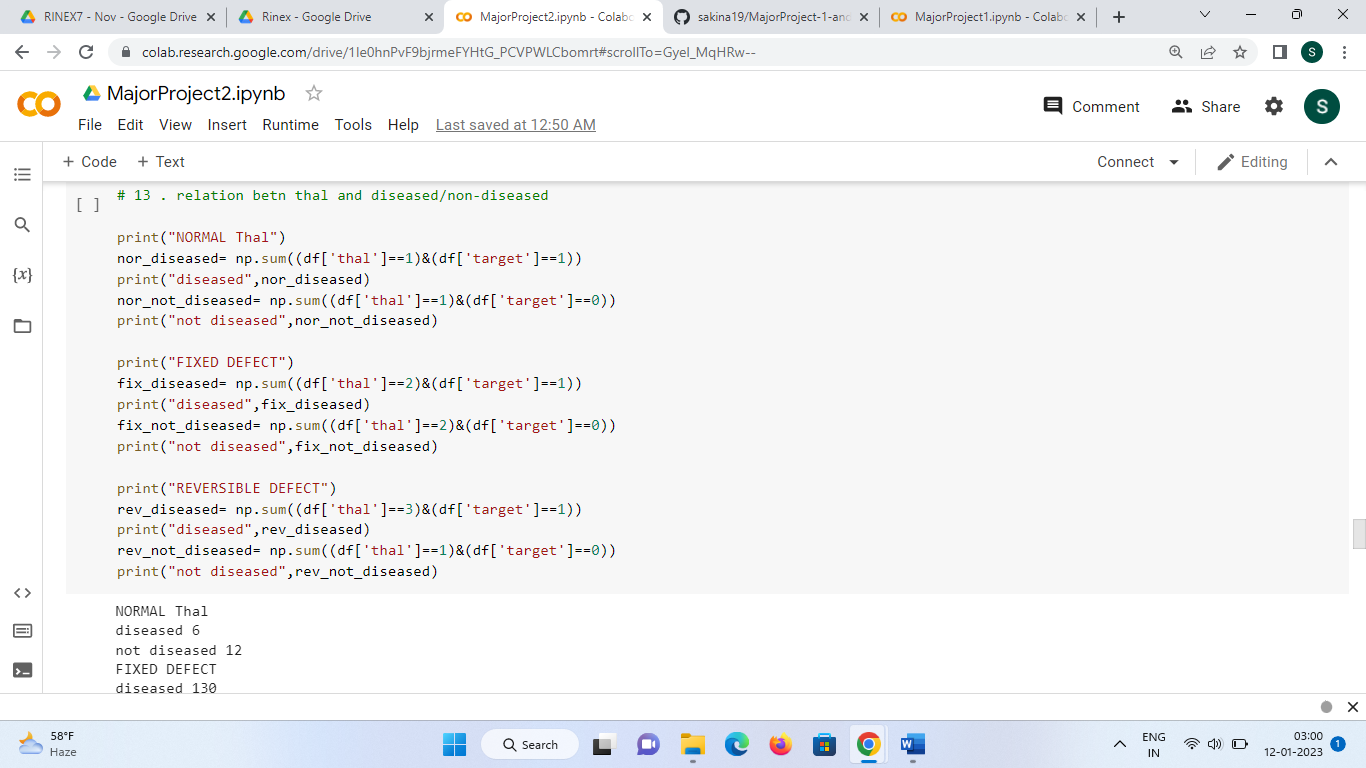 RINEX7 - Nov - Google Drive
Rinex - Google Drive
MajorProject2.ipynb - Colabo
sakina19/MajorProject-1-and
MajorProject1.ipynb - Colabo
colab.research.google.com/drive/1le0hnPvF9bjrmeFYHtG_PCVPWLCbomrt#scrollTo=Gyel_MqHRw--
S
MajorProject2.ipynb
Comment
Share
S
File Edit View Insert Runtime Tools Help Last saved at 12:50 AM
+ Code + Text
Connect
Editing
{x}
[ ]
# 13 . relation betn thal and diseased/non-diseased
print("NORMAL Thal")
nor_diseased= np.sum((df['thal']==1)&(df['target']==1))
print("diseased",nor_diseased)
nor_not_diseased= np.sum((df['thal']==1)&(df['target']==0))
print("not diseased",nor_not_diseased)
print("FIXED DEFECT")
fix_diseased= np.sum((df['thal']==2)&(df['target']==1))
print("diseased",fix_diseased)
fix_not_diseased= np.sum((df['thal']==2)&(df['target']==0))
print("not diseased",fix_not_diseased)
print("REVERSIBLE DEFECT")
rev_diseased= np.sum((df['thal']==3)&(df['target']==1))
print("diseased",rev_diseased)
rev_not_diseased= np.sum((df['thal']==1)&(df['target']==0))
print("not diseased",rev_not_diseased)
NORMAL Thal
diseased 6
not diseased 12
FIXED DEFECT
diseased 130
58°F
Haze
Search
ENG
IN
03:00
12-01-2023
1